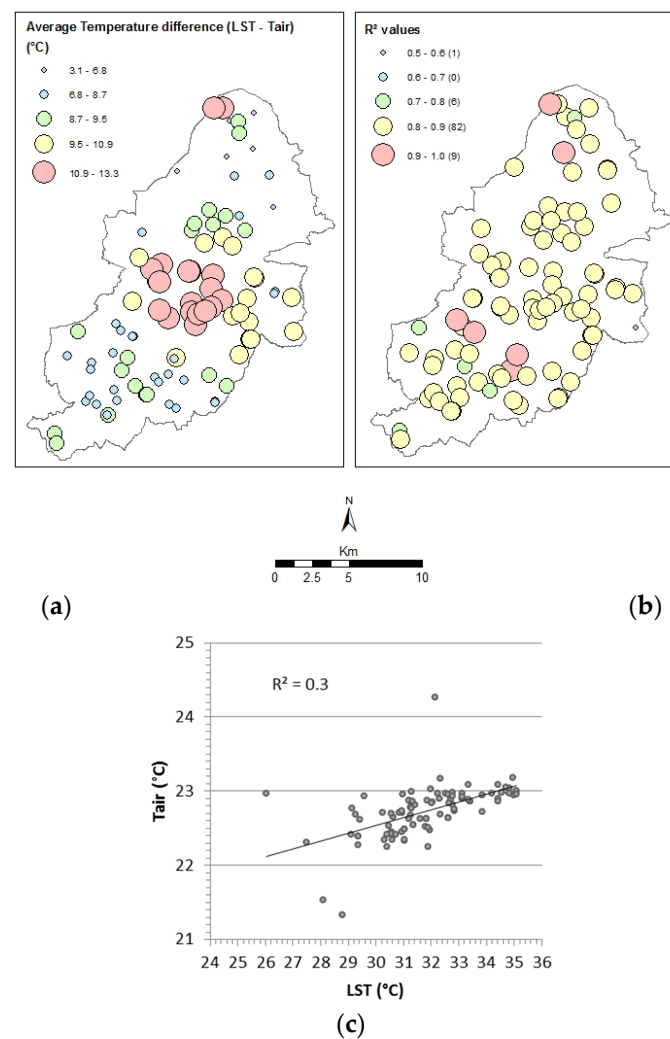 Average Temperature difference (LST - Tair)
(°C)
3.1 - 6.8
6.8 - 8.7
8.7 - 9.5
9.5 - 10.9
10.9 - 13.3
R² values
0.5 - 0.6 (1)
0.6 - 0.7 (0)
0.7 - 0.8 (6)
0.8 - 0.9 (82)
0.9 - 1.0 (9)
N
Km
0 2.5 5 10
(a)
(b)
25
24
23
22
21
R² = 0.3
Tair (°C)
24 25 26 27 28 29 30 31 32 33 34 35 36
LST (°C)
(c)